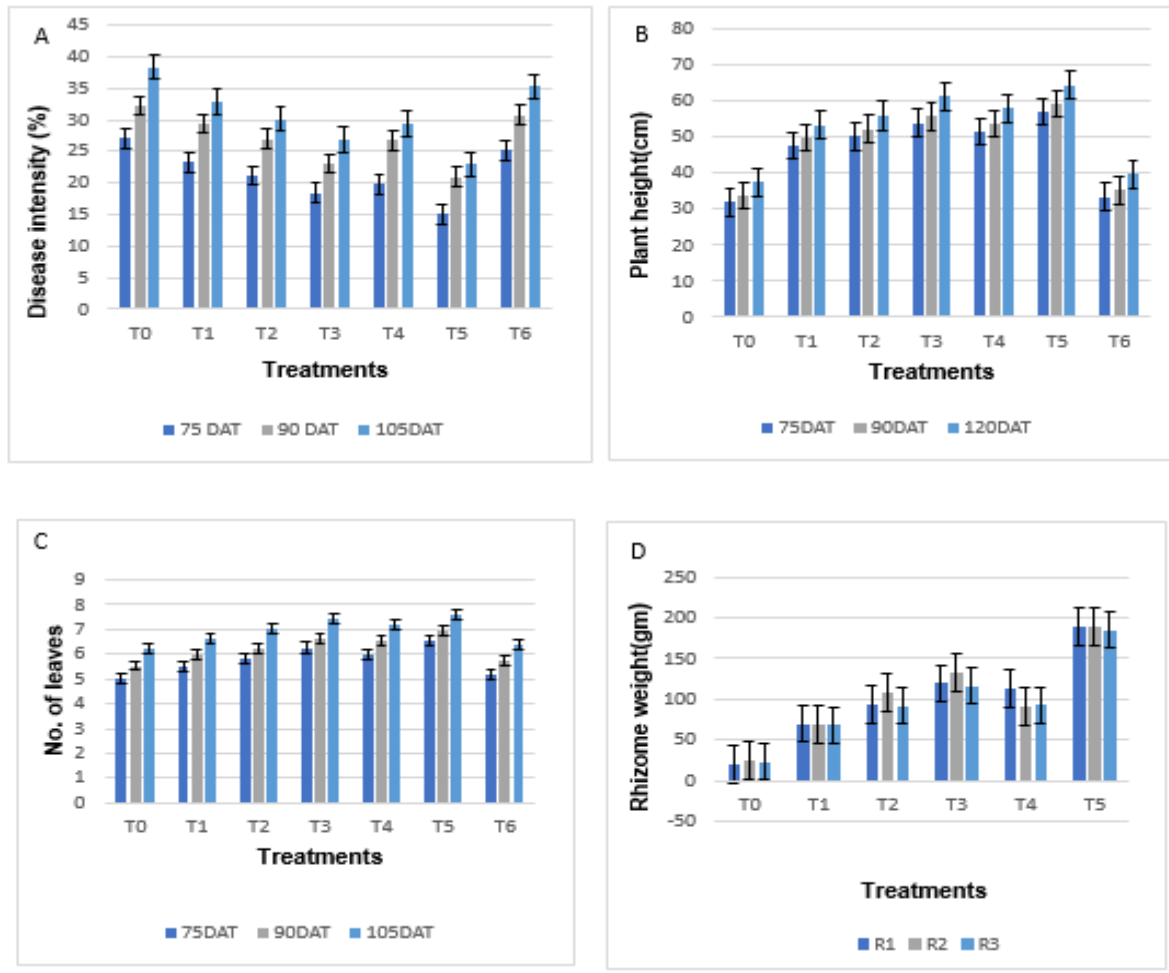 A
Disease intensity (%)
45
40
35
30
25
20
15
10
5
0
T0 T1 T2 T3 T4 T5 T6
Treatments
75 DAT 90 DAT 105DAT
B
Plant height(cm)
80
70
60
50
40
30
20
10
0
T0 T1 T2 T3 T4 T5 T6
Treatments
75DAT 90DAT 120DAT
C
No. of leaves
9
8
7
6
5
4
3
2
1
0
T0 T1 T2 T3 T4 T5 T6
Treatments
75DAT 90DAT 105DAT
D
Rhizome weight(gm)
250
200
150
100
50
0
-50
T0 T1 T2 T3 T4 T5
Treatments
R1 R2 R3